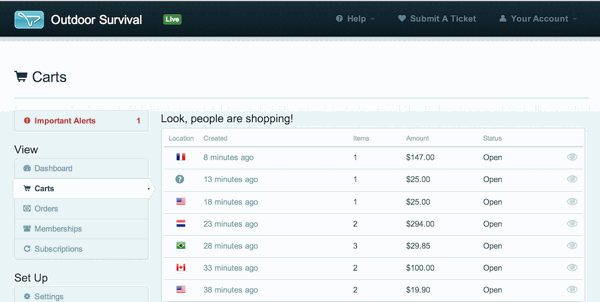 Outdoor Survival Live Help Submit A Ticket Your Account
Carts
Important Alerts 1
View
Dashboard
Carts
Orders
Memberships
Subscriptions
Set Up
Settings
Look, people are shopping!
Location Created Items Amount Status
8 minutes ago 1 $147.00 Open
? 13 minutes ago 1 $25.00 Open
18 minutes ago 1 $25.00 Open
23 minutes ago 2 $294.00 Open
28 minutes ago 3 $29,85 Open
33 minutes ago 2 $100.00 Open
38 minutes ago 2 $19.90 Open